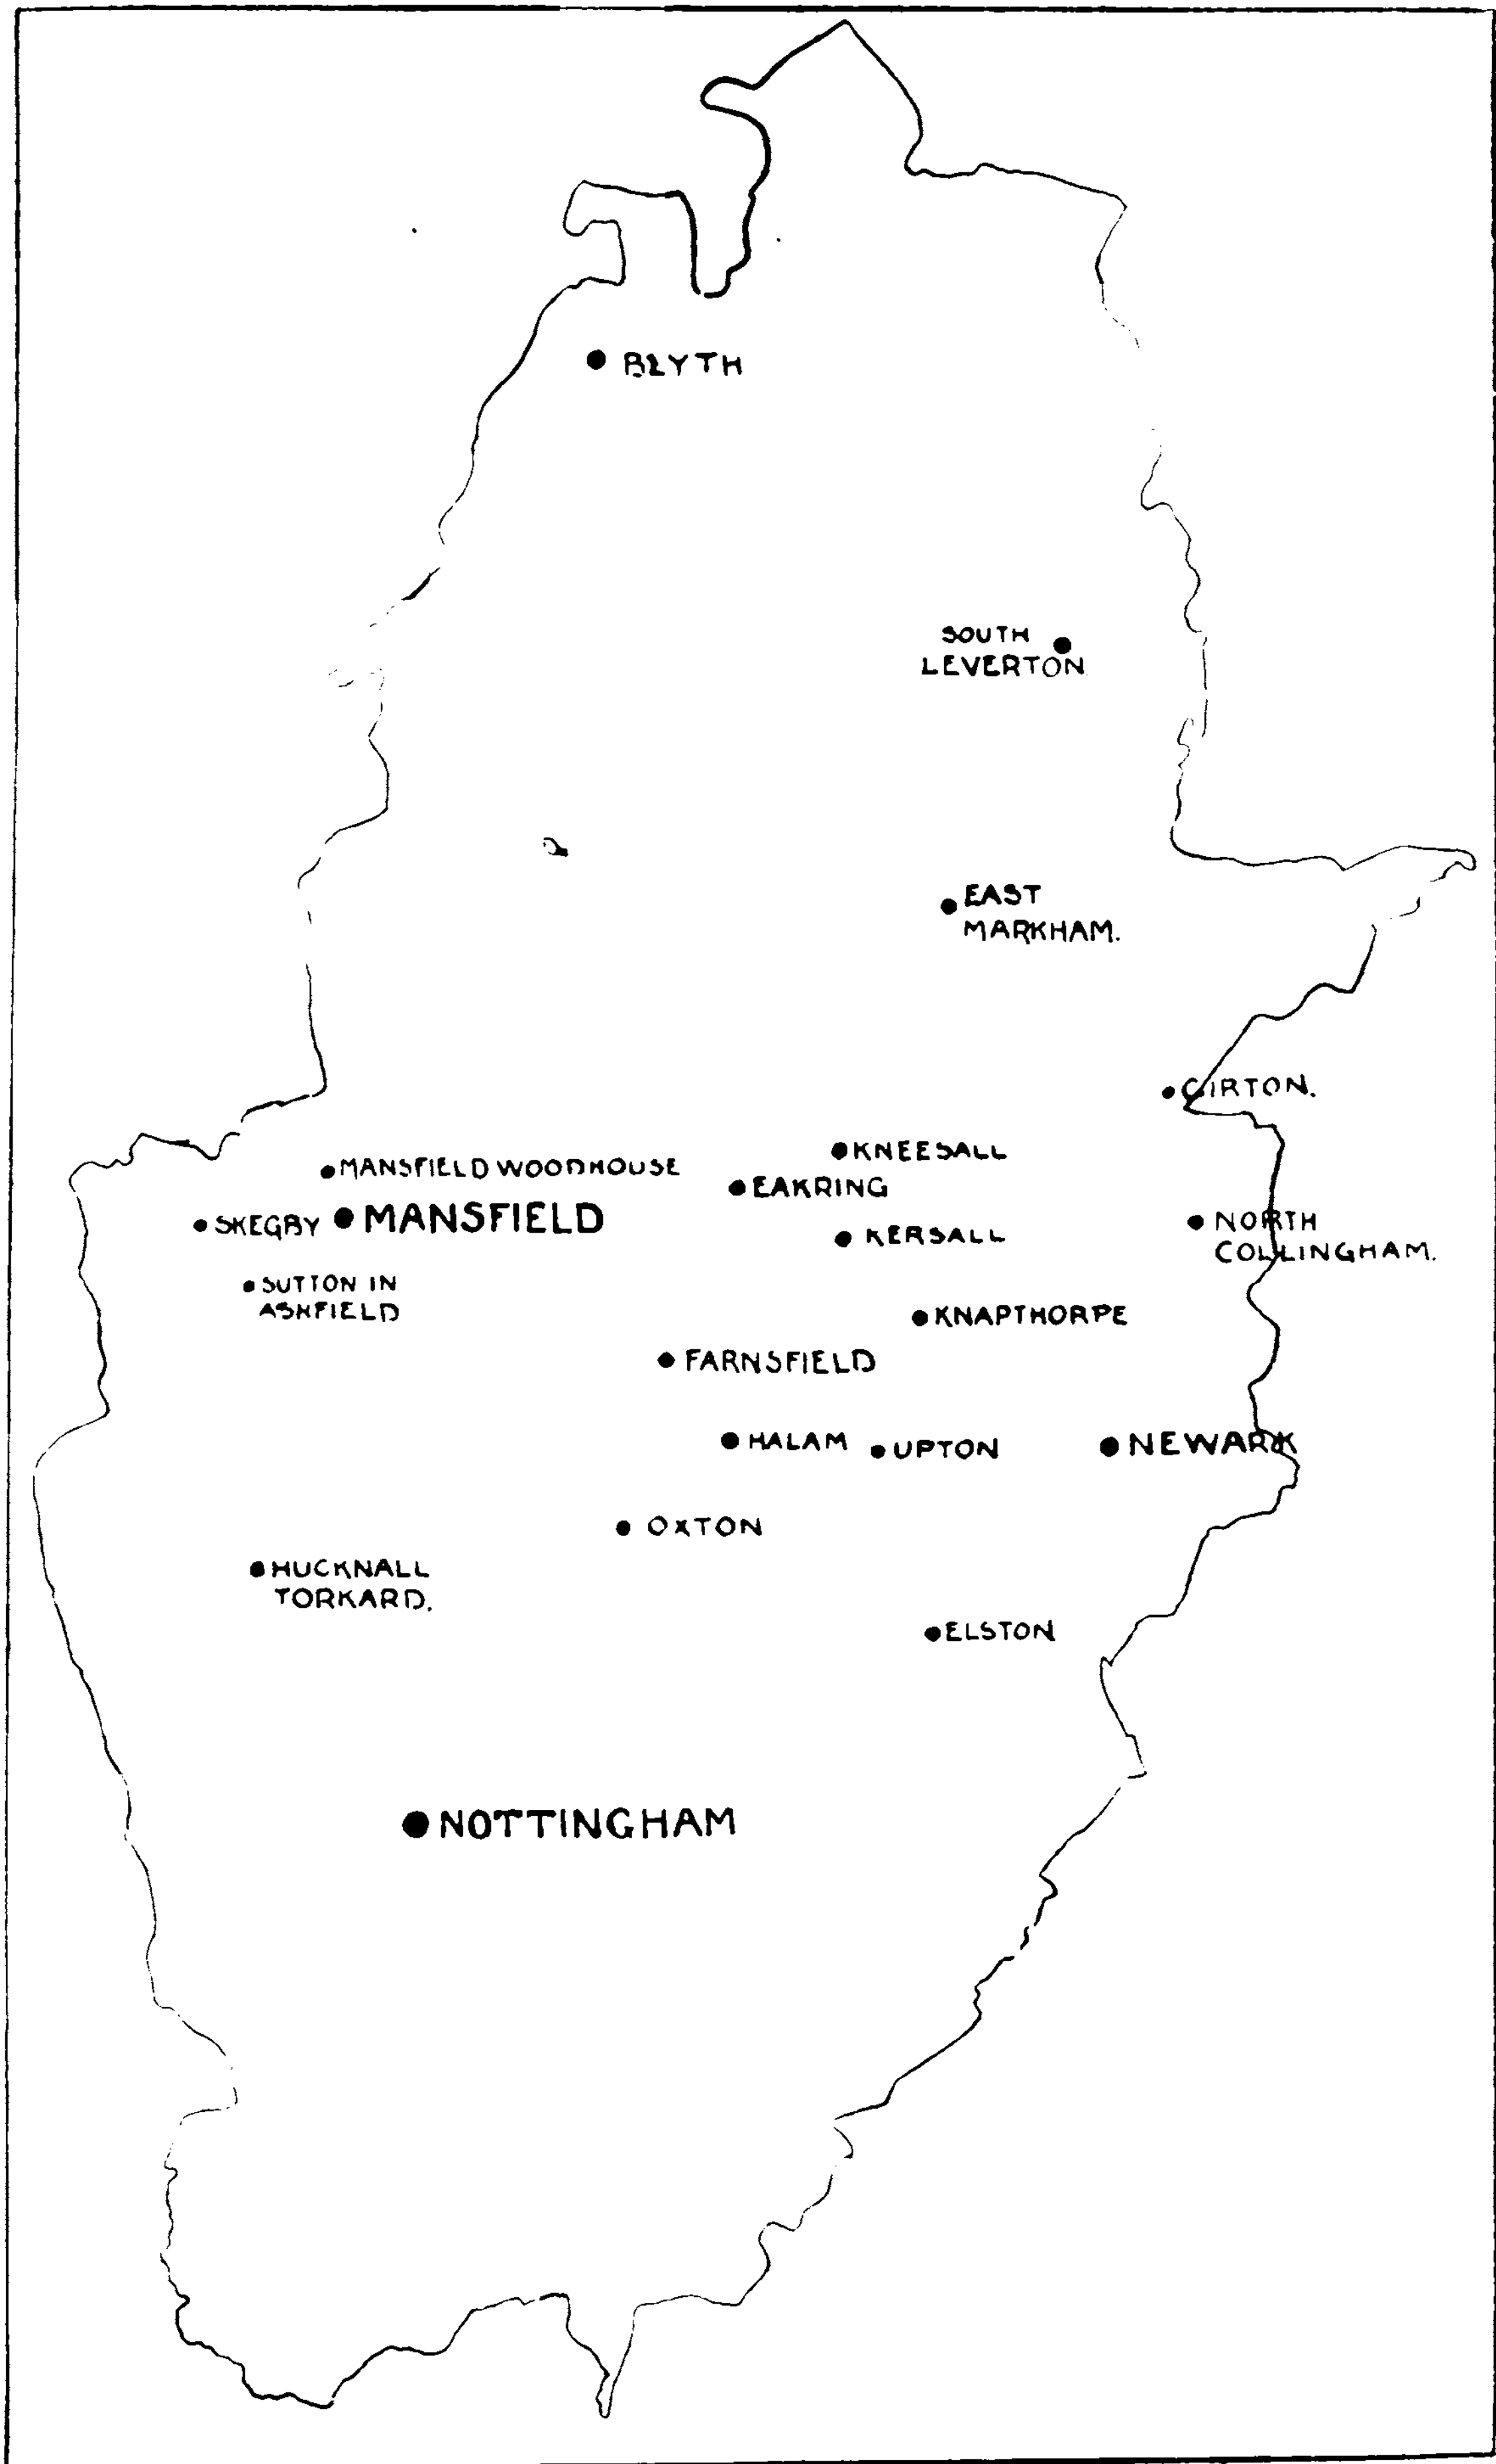 BLYTH
SOUTH
LEVERTON
EAST
MARKHAM.
GIRTON.
KNEESALL
MANSFIELD WOODHOUSE
EAKRING
SKEGBY
MANSFIELD
KERSALL
NORTH
COLLINGHAM.
SUTTON IN
ASHFIELD
KNAPTHORPE
FARNSFIELD
HALAM
UPTON
NEWARK
OXTON
HUCKNALL
TORKARD.
ELSTON
NOTTINGHAM